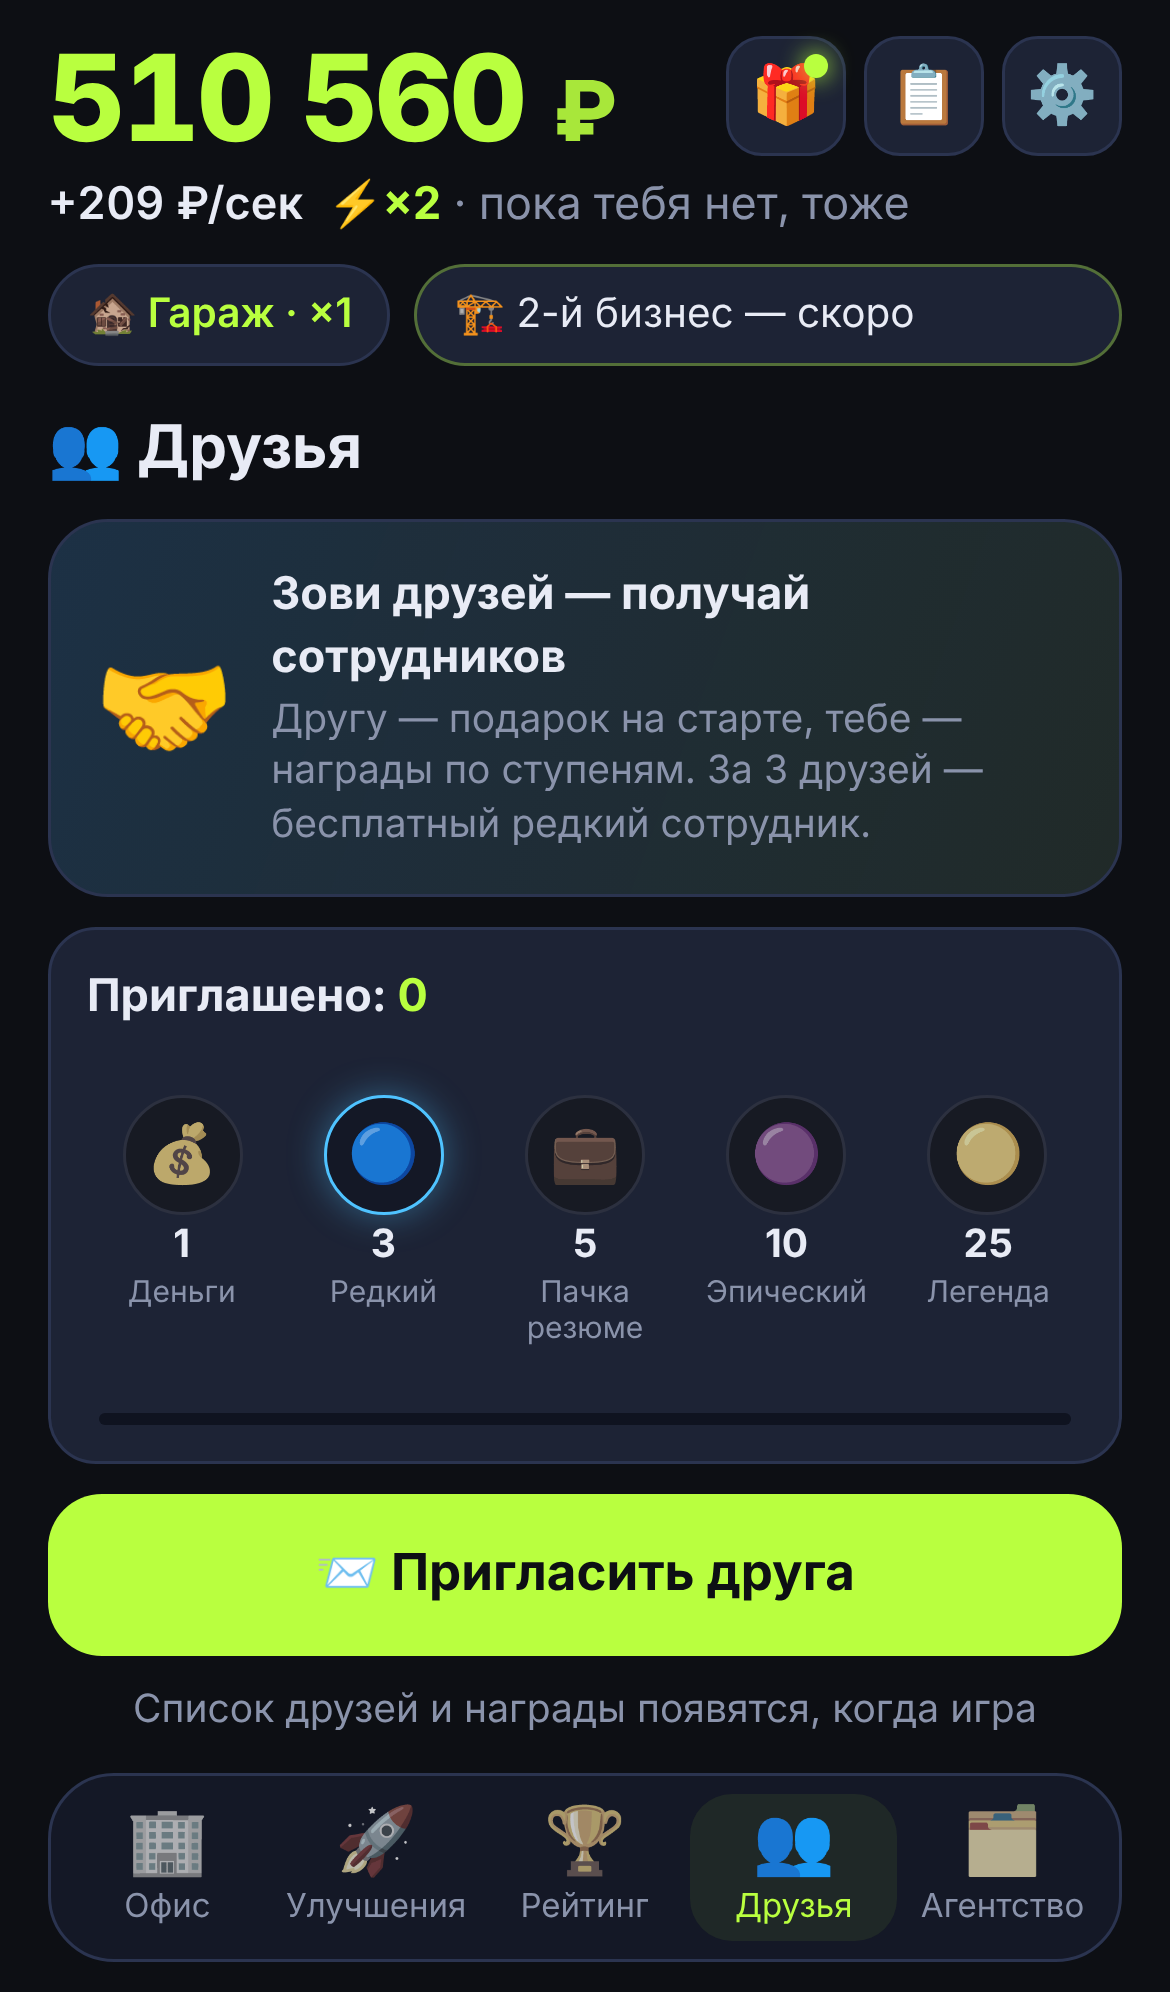 510 560 ₽
+209 ₽/сек ⚡×2 · пока тебя нет, тоже
Гараж · ×1
2-й бизнес — скоро
Друзья
Зови друзей — получай
сотрудников
Другу — подарок на старте, тебе —
награды по ступеням. За 3 друзей —
бесплатный редкий сотрудник.
Приглашено: 0
1 3 5 10 25
Деньги Редкий Пачка Эпический Легенда
резюме
Пригласить друга
Список друзей и награды появятся, когда игра
Офис Улучшения Рейтинг Друзья Агентство